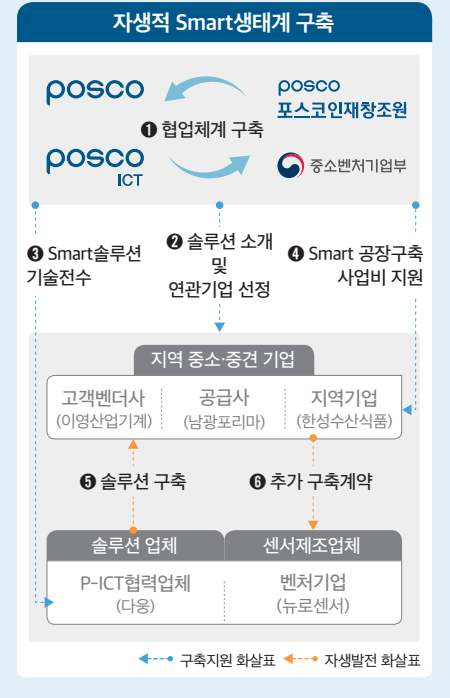 자생적 Smart생태계 구축
posco
posco
포스코인재창조원
❶ 협업체계 구축
posco
ICT
중소벤처기업부
❸ Smart솔루션
기술전수
❷ 솔루션 소개
및
연관기업 선정
❹ Smart 공장구축
사업비 지원
지역 중소·중견 기업
고객벤더사
(이영산업기계)
공급사
(남광포리마)
지역기업
(한성수산식품)
❺ 솔루션 구축
❻ 추가 구축계약
솔루션 업체
센서제조업체
P-ICT협력업체
(다웅)
벤처기업
(뉴로센서)
구축지원 화살표
자생발전 화살표